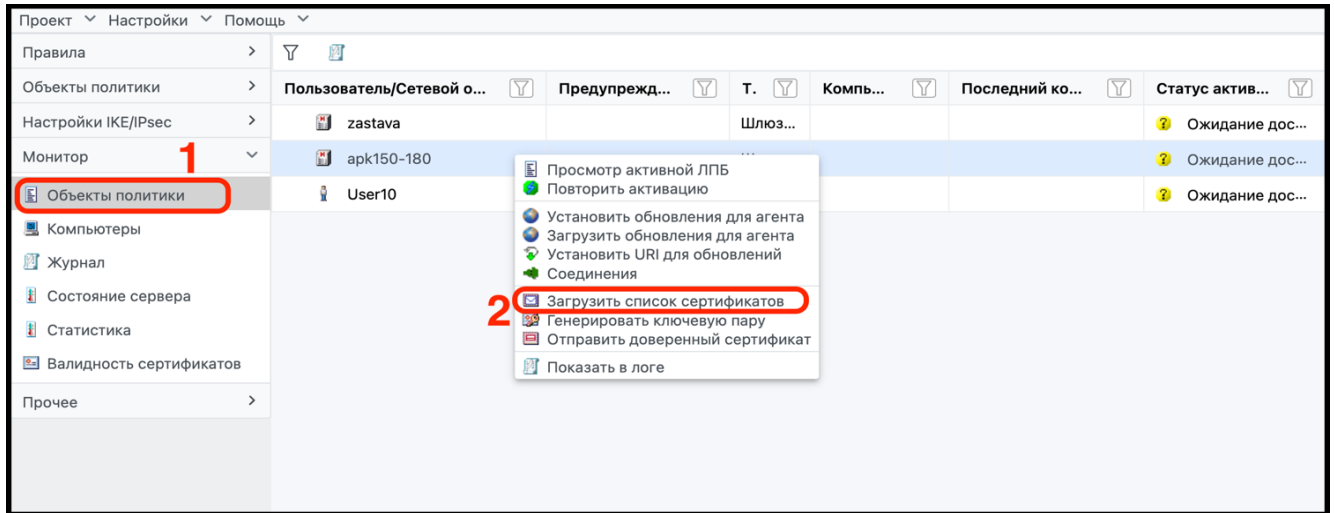 Проект Настройки Помощь
Правила
Объекты политики
Настройки IKE/IPsec
Монитор
1
Объекты политики
Компьютеры
Журнал
Состояние сервера
Статистика
Валидность сертификатов
Прочее
Пользователь/Сетевой о... Предупрежд... Т. Компь... Последний ко... Статус актив...
zastava Шлюз... Ожидание дос...
apk150-180 Ожидание дос...
User10 Ожидание дос...
Просмотр активной ЛПБ
Повторить активацию
Установить обновления для агента
Загрузить обновления для агента
Установить URI для обновлений
Соединения
2
Загрузить список сертификатов
Генерировать ключевую пару
Отправить доверенный сертификат
Показать в логе